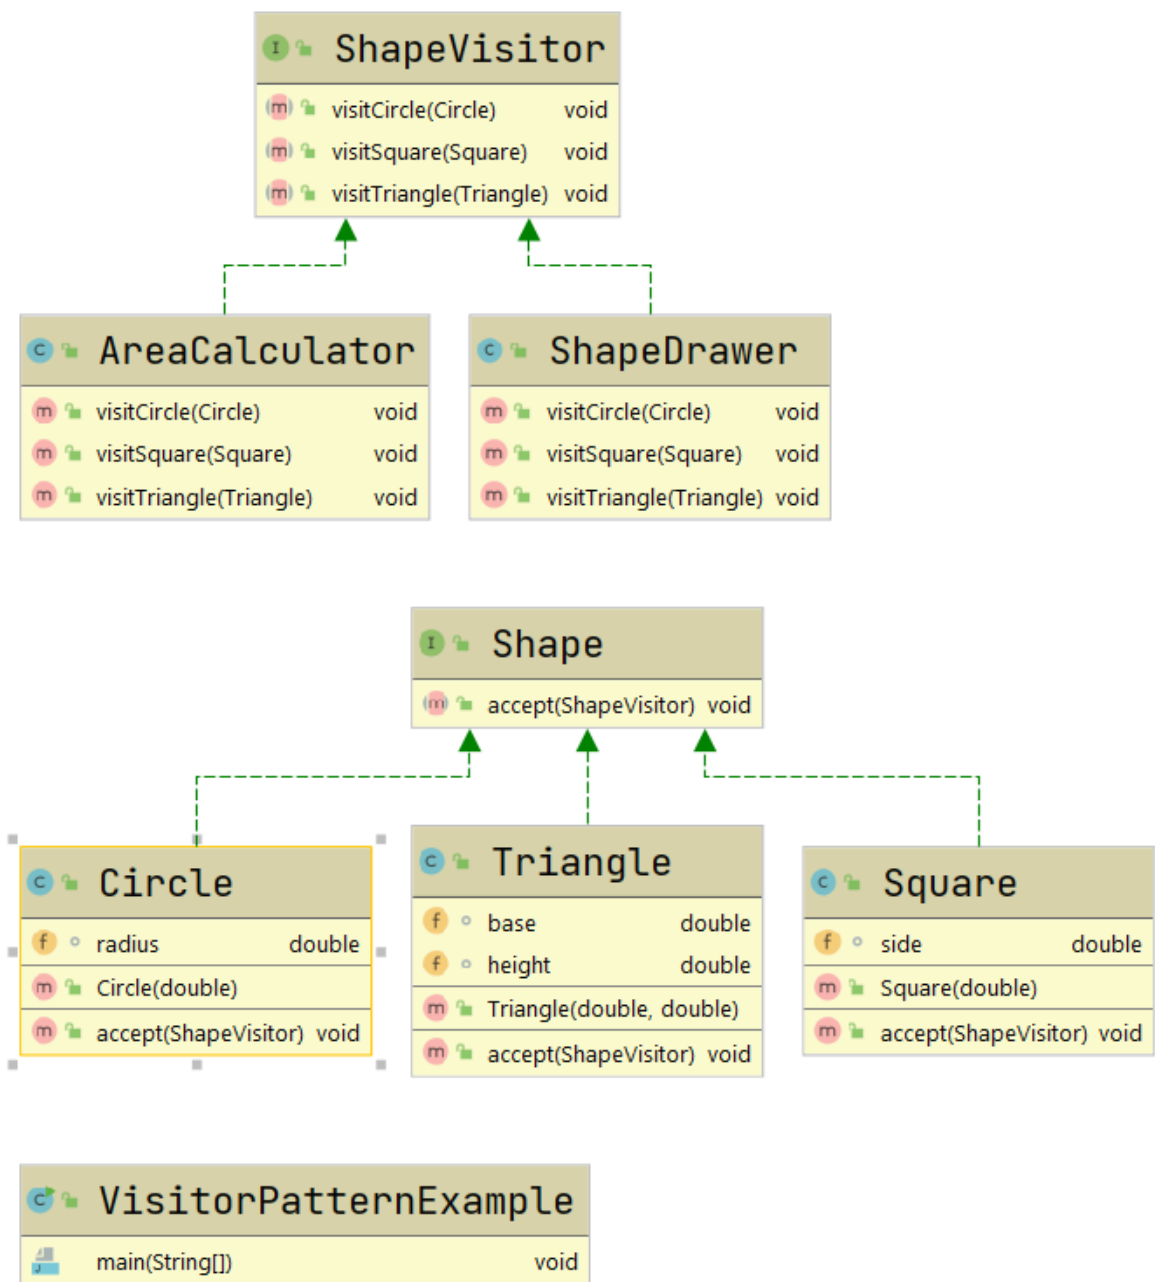 ShapeVisitor
visitCircle(Circle) void
visitSquare(Square) void
visitTriangle(Triangle) void
AreaCalculator
visitCircle(Circle) void
visitSquare(Square) void
visitTriangle(Triangle) void
ShapeDrawer
visitCircle(Circle) void
visitSquare(Square) void
visitTriangle(Triangle) void
Shape
accept(ShapeVisitor) void
Circle
radius double
Circle(double)
accept(ShapeVisitor) void
Triangle
base double
height double
Triangle(double, double)
accept(ShapeVisitor) void
Square
side double
Square(double)
accept(ShapeVisitor) void
VisitorPatternExample
main(String[]) void